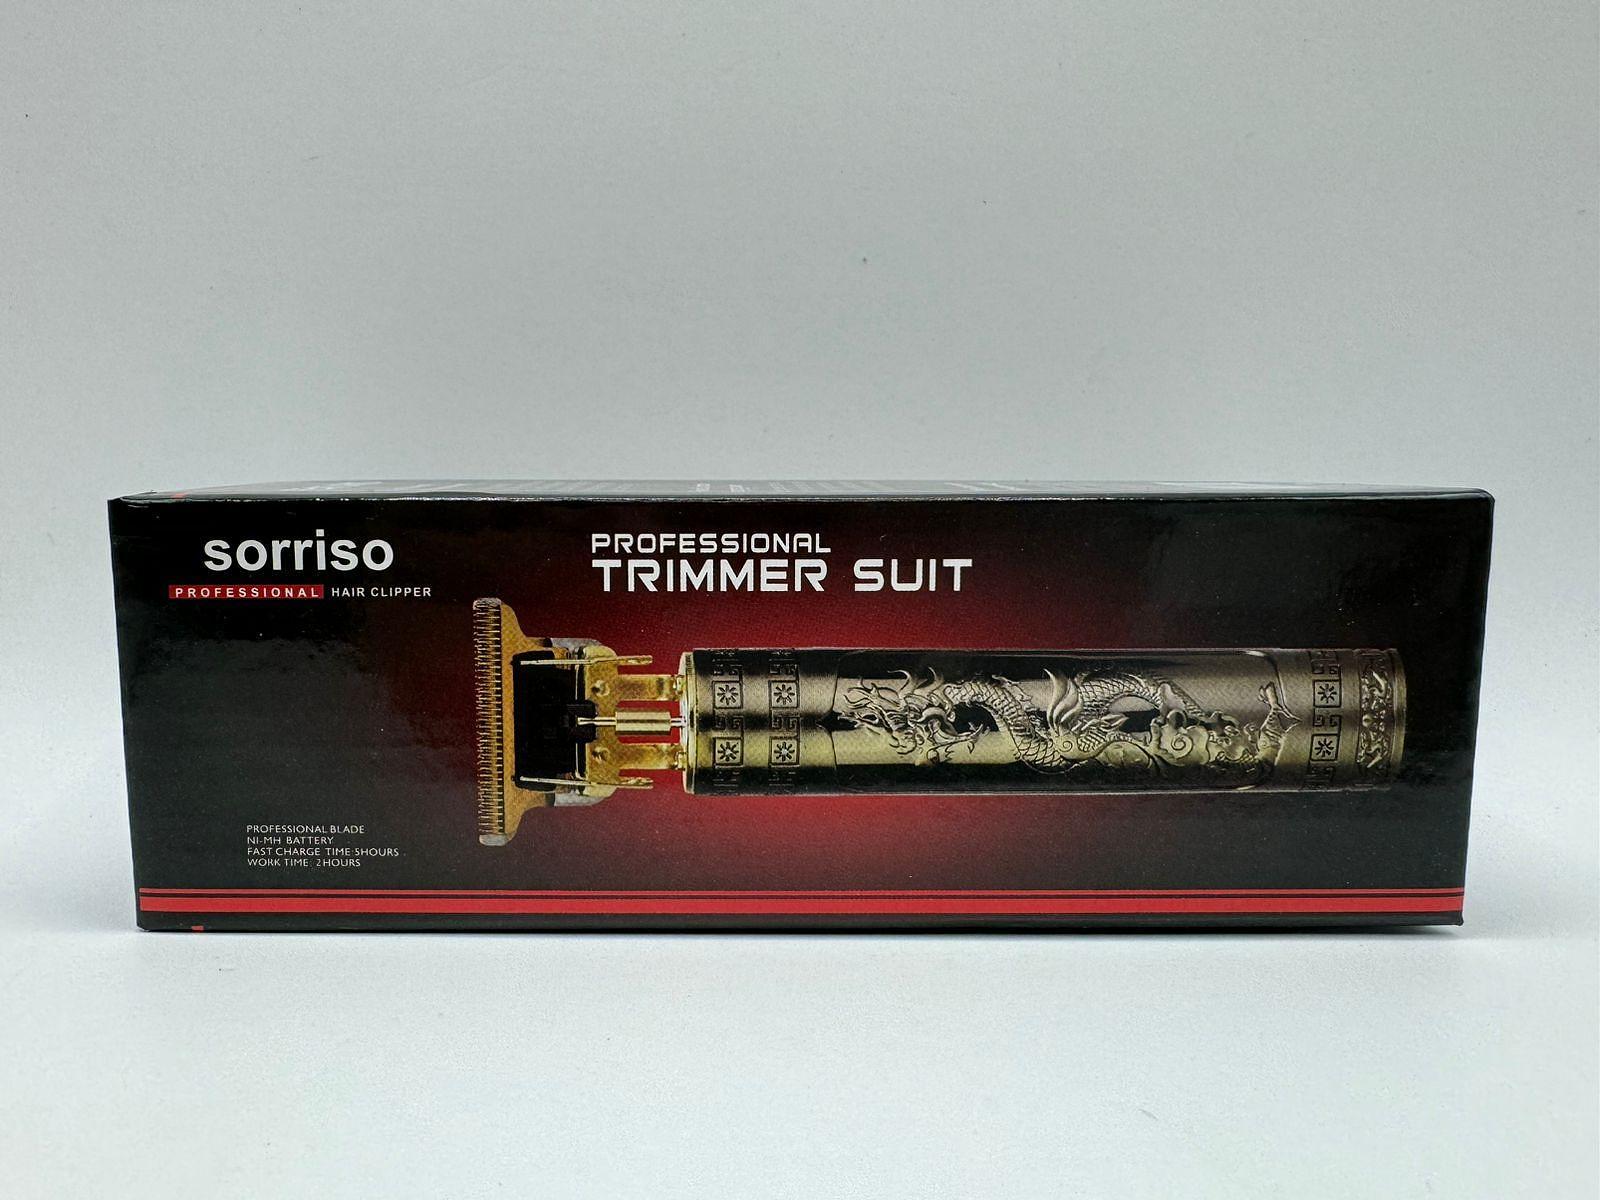 sorriso
PROFESSIONAL HAIR CLIPPER
PROFESSIONAL
TRIMMER SUIT
PROFESSIONAL BLADE
NI-MH BATTERY
FAST CHARGE TIME:5HOURS
WORK TIME: 2HOURS